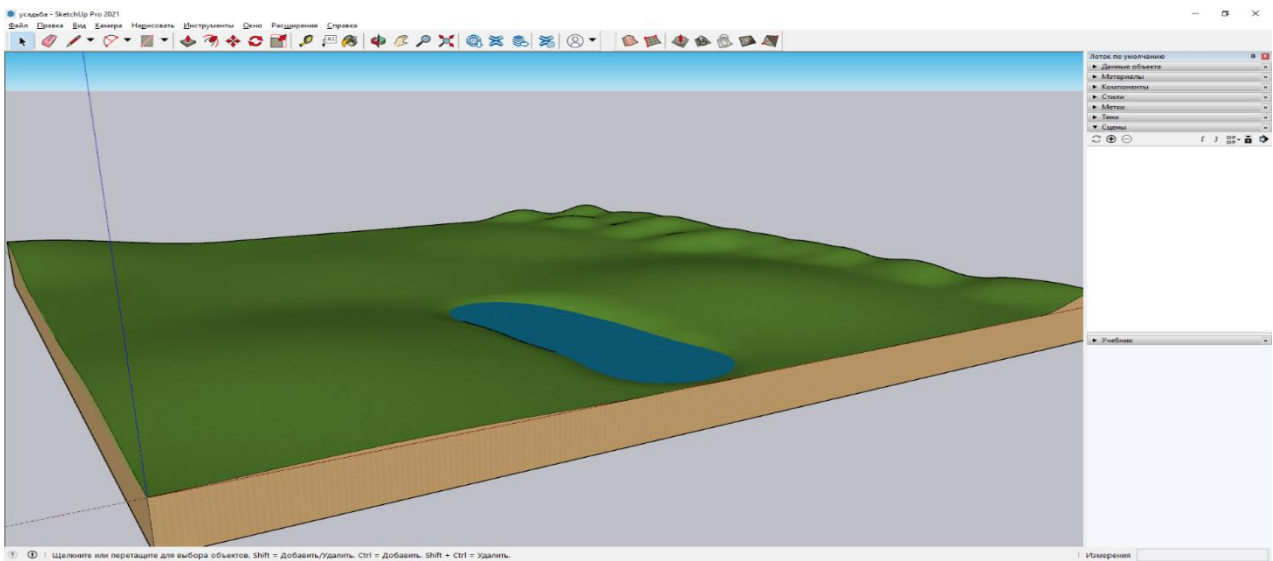 усадьба - SketchUp Pro 2021
Файл Правка Вид Камера Нарисовать Инструменты Окно Расширения Справка
Лоток по умолчанию
Данные объекта
Материалы
Компоненты
Стили
Метки
Тени
Сцены
Учебник
Щелкните или перетащите для выбора объектов. Shift = Добавить/Удалить. Ctrl = Добавить. Shift + Ctrl = Удалить.
Измерения